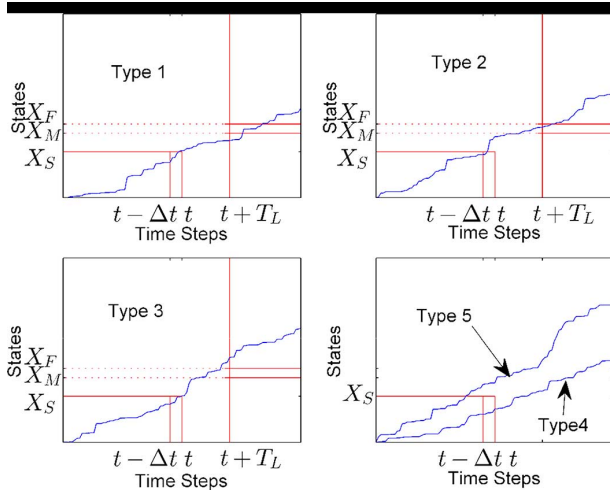 Type 1
States
X_F
X_M
X_S
t − Δt t t + T_L
Time Steps
Type 2
States
X_F
X_M
X_S
t − Δt t t + T_L
Time Steps
Type 3
States
X_F
X_M
X_S
t − Δt t t + T_L
Time Steps
Type 5
States
X_S
Type4
t − Δt t
Time Steps